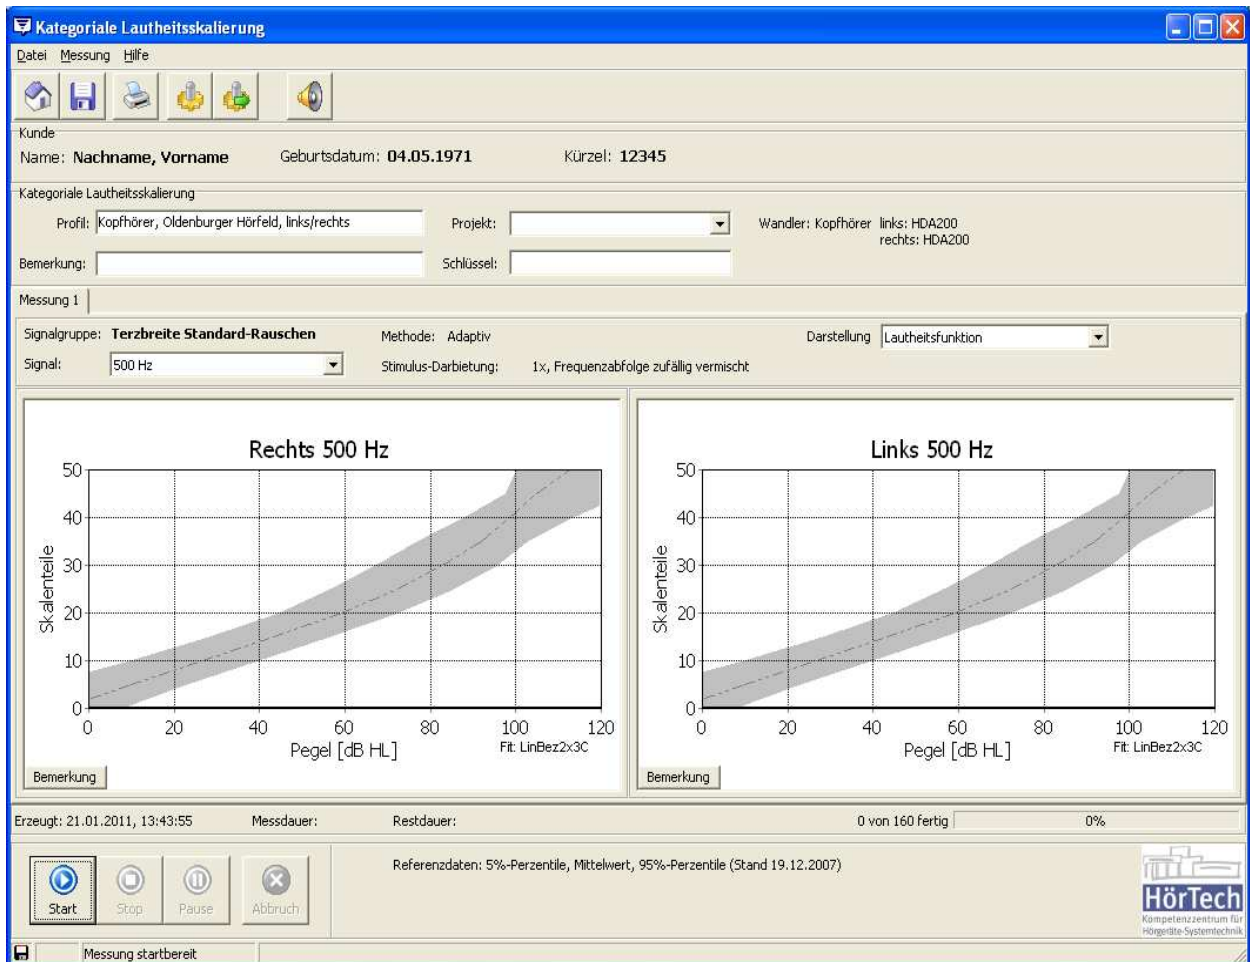 Kategoriale Lautheitsskalierung
Datei Messung Hilfe
Kunde
Name: Nachname, Vorname Geburtsdatum: 04.05.1971 Kürzel: 12345
Kategoriale Lautheitsskalierung
Profil: Kopfhörer, Oldenburger Hörfeld, links/rechts Projekt: Wandler: Kopfhörer links: HDA200
rechts: HDA200
Bemerkung: Schlüssel:
Messung 1
Signalgruppe: Terzbreite Standard-Rauschen Methode: Adaptiv Darstellung Lautheitsfunktion
Signal: 500 Hz Stimulus-Darbietung: 1x, Frequenzabfolge zufällig vermischt
Rechts 500 Hz
50
40
30
20
10
0
Skalenteile
0 20 40 60 80 100 120
Pegel [dB HL] Fit: LinBez2x3C
Bemerkung
Links 500 Hz
50
40
30
20
10
0
Skalenteile
0 20 40 60 80 100 120
Pegel [dB HL] Fit: LinBez2x3C
Bemerkung
Erzeugt: 21.01.2011, 13:43:55 Messdauer: Restdauer: 0 von 160 fertig 0%
Referenzdaten: 5%-Perzentile, Mittelwert, 95%-Perzentile (Stand 19.12.2007)
Start Stop Pause Abbruch
HörTech
Kompetenzzentrum für
Hörgeräte-Systemtechnik
Messung startbereit